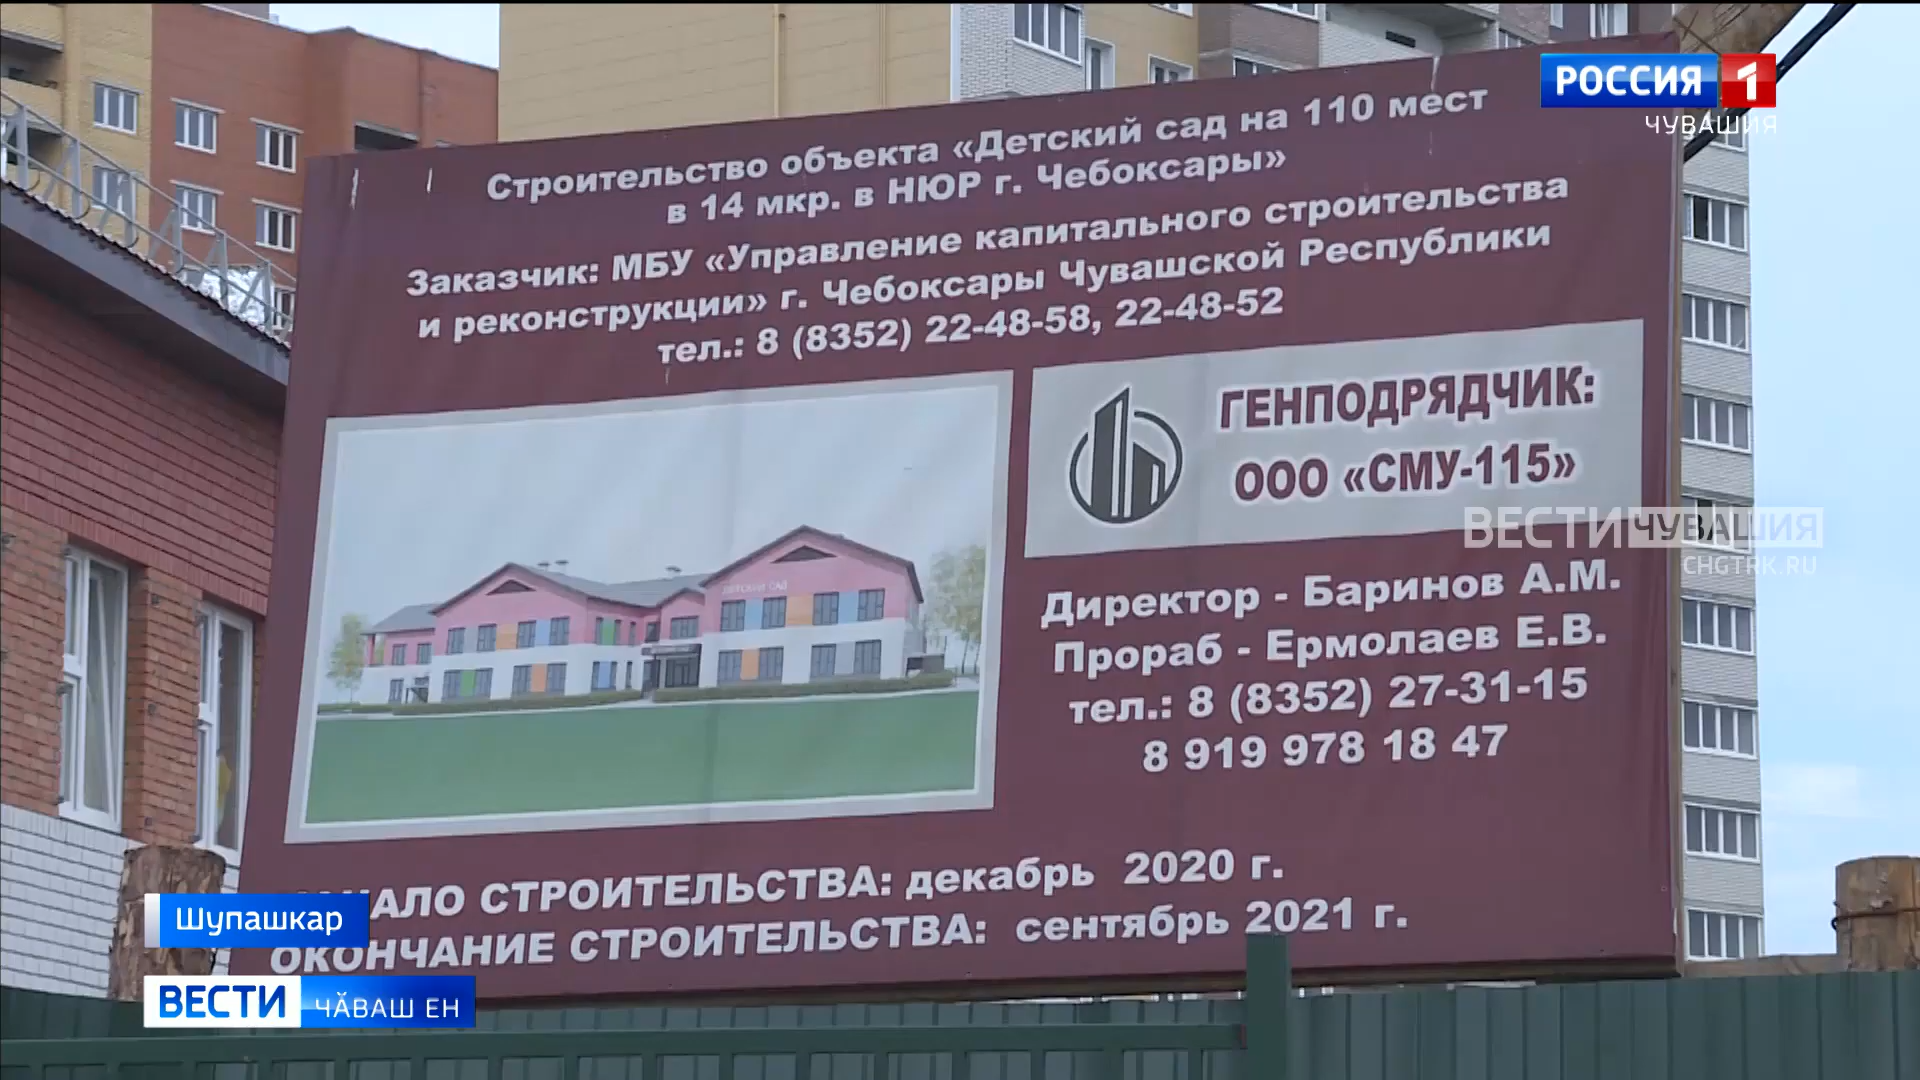 РОССИЯ 1
ЧУВАШИЯ
Строительство объекта «Детский сад на 110 мест
в 14 мкр. в НЮР г. Чебоксары»
Заказчик: МБУ «Управление капитального строительства
и реконструкции» г. Чебоксары Чувашской Республики
тел.: 8 (8352) 22-48-58, 22-48-52
ГЕНПОДРЯДЧИК:
ООО «СМУ-115»
ВЕСТИ ЧУВАШИЯ
CHGTRK.RU
ДЕТСКИЙ САД
Директор - Баринов А.М.
Прораб - Ермолаев Е.В.
тел.: 8 (8352) 27-31-15
8 919 978 18 47
АЛО СТРОИТЕЛЬСТВА: декабрь 2020 г.
Шупашкар
ОКОНЧАНИЕ СТРОИТЕЛЬСТВА: сентябрь 2021 г.
ВЕСТИ ЧӐВАШ ЕН